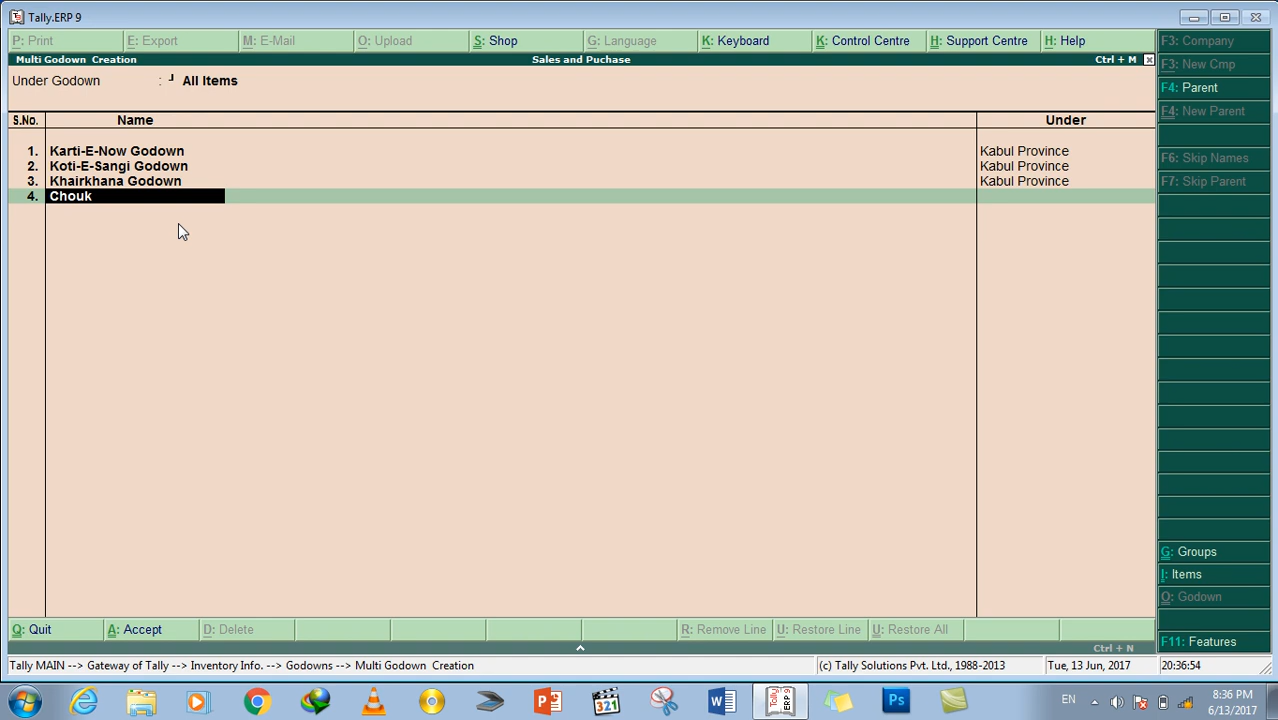 Tally.ERP 9
P: Print E: Export M: E-Mail O: Upload S: Shop G: Language K: Keyboard K: Control Centre H: Support Centre H: Help F3: Company
Multi Godown Creation Sales and Puchase Ctrl + M
F3: New Cmp
Under Godown : ┘ All Items
F4: Parent
F4: New Parent
S.No. Name Under
1. Karti-E-Now Godown Kabul Province
F6: Skip Names
2. Koti-E-Sangi Godown Kabul Province
3. Khairkhana Godown Kabul Province
F7: Skip Parent
4. Chouk
G: Groups
I: Items
O: Godown
Q: Quit A: Accept D: Delete R: Remove Line U: Restore Line U: Restore All
F11: Features
Ctrl + N
Tally MAIN --> Gateway of Tally --> Inventory Info. --> Godowns --> Multi Godown Creation (c) Tally Solutions Pvt. Ltd., 1988-2013 Tue, 13 Jun, 2017 20:36:54
321 Tally ERP 9 Ps EN 8:36 PM
6/13/2017